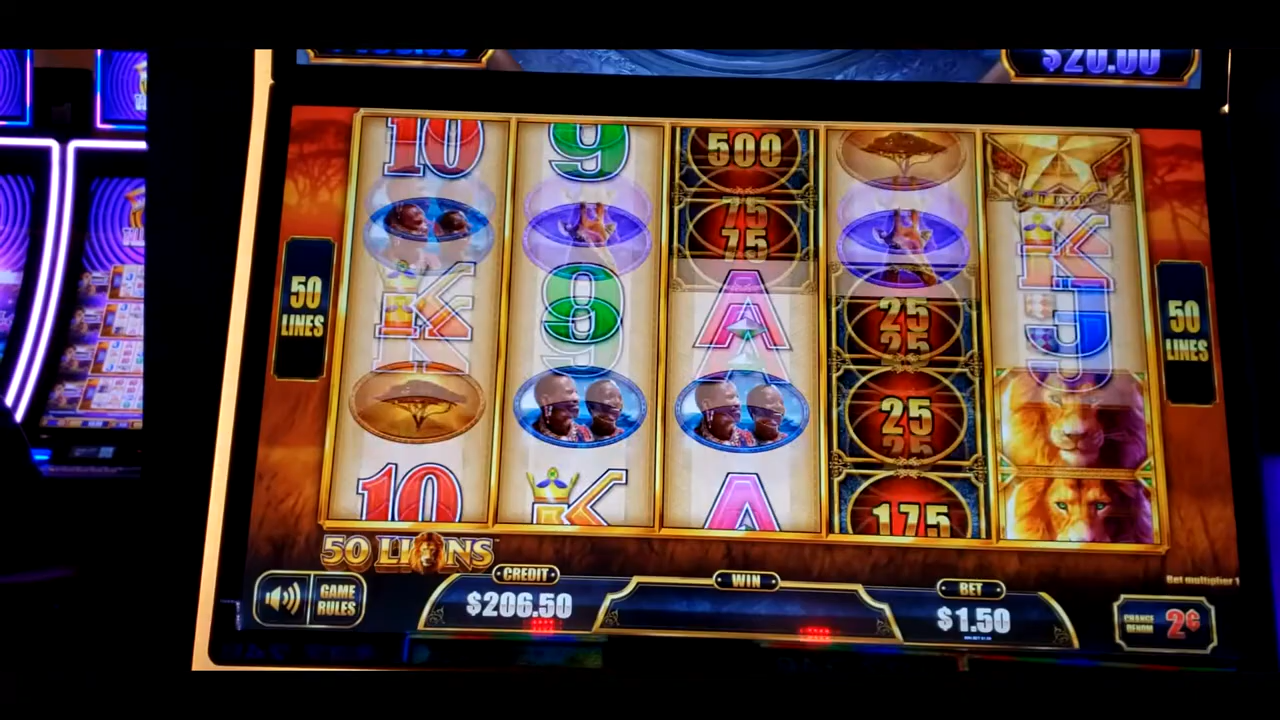 $20.00
10
9
500
75
75
K
9
A
K
J
25
25
25
25
10
K
A
175
50
LINES
50
LINES
50 LIONS
Bet multiplier 1
GAME
RULES
CREDIT
$206.50
WIN
BET
$1.50
CHANGE
DENOM
2¢